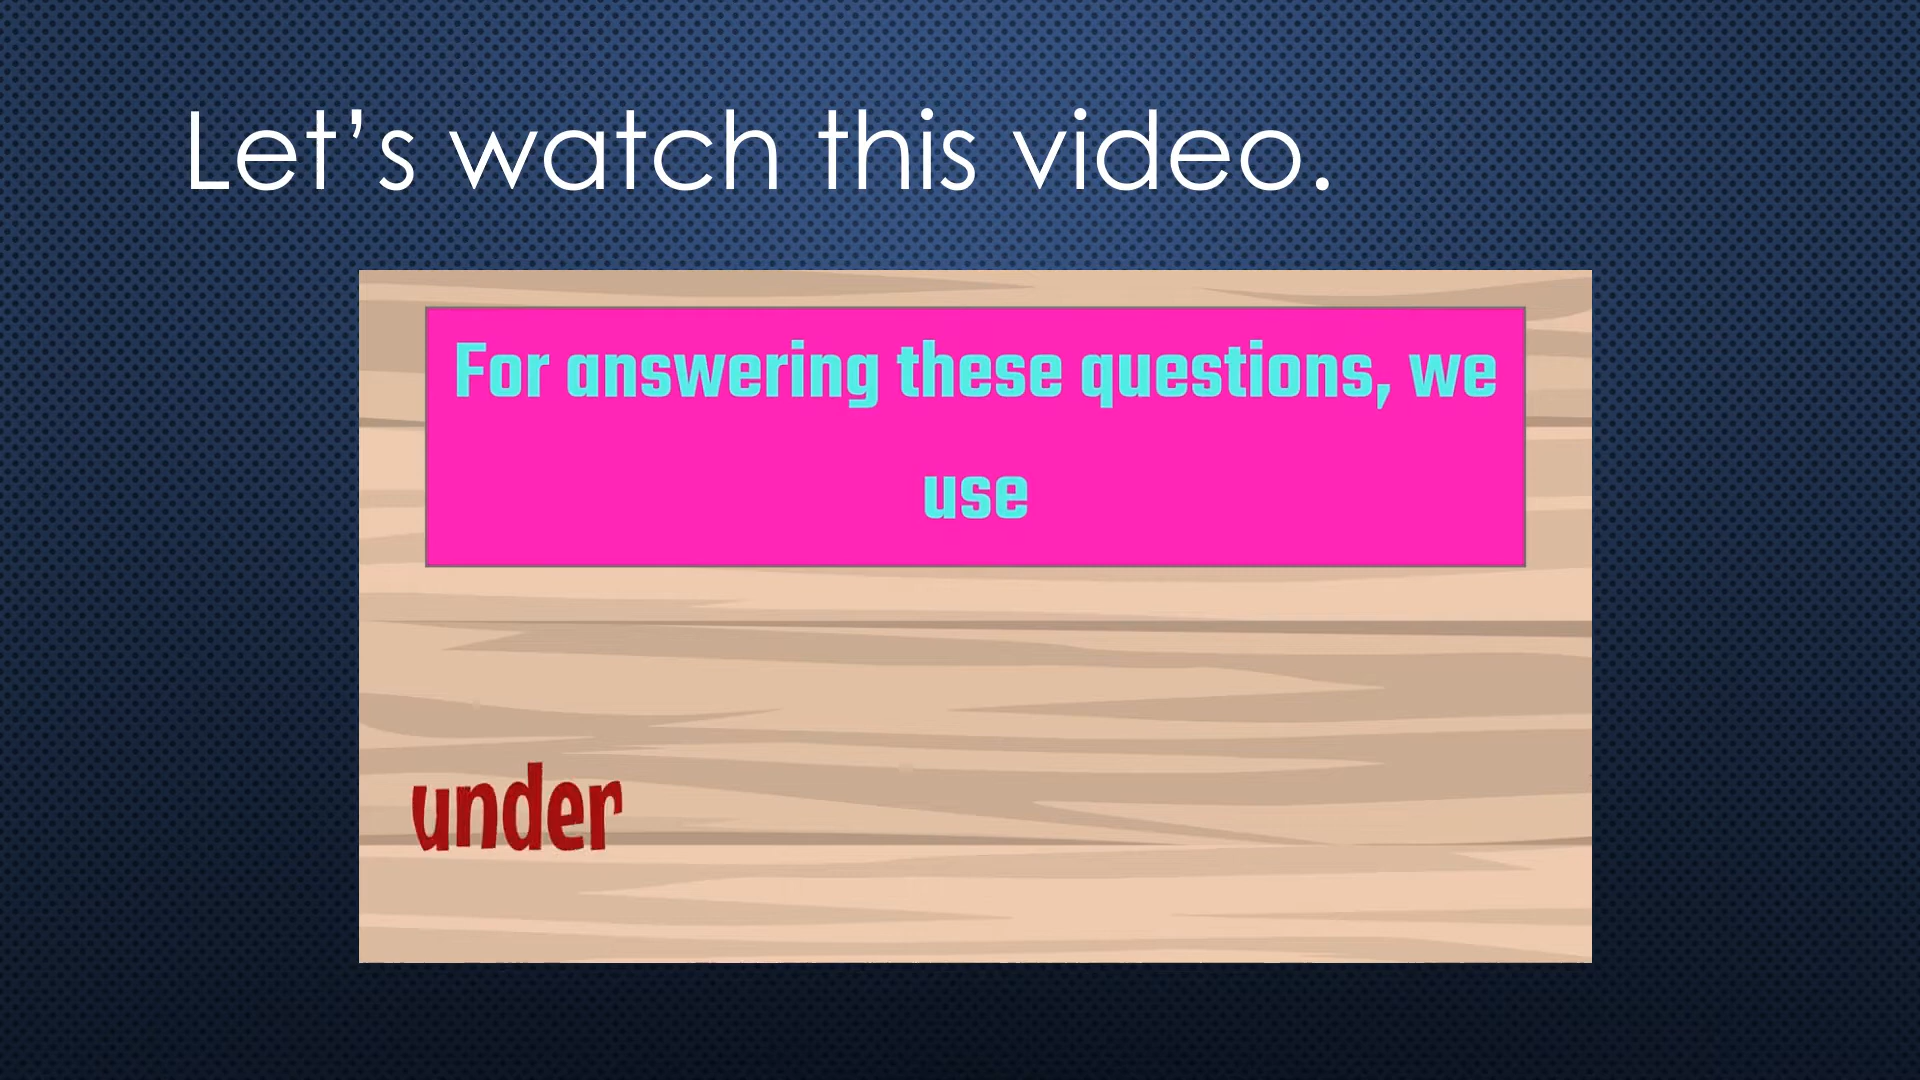 Let’s watch this video.
For answering these questions, we
use
under